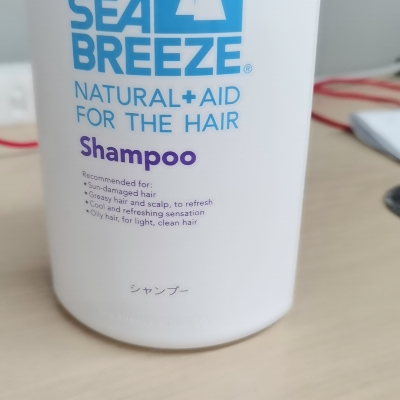 SEA
BREEZE®
NATURAL+AID
FOR THE HAIR
Shampoo
Recommended for:
• Sun-damaged hair
• Greasy hair and scalp, to refresh
• Cool and refreshing sensation
• Oily hair, for light, clean hair
シャンプー